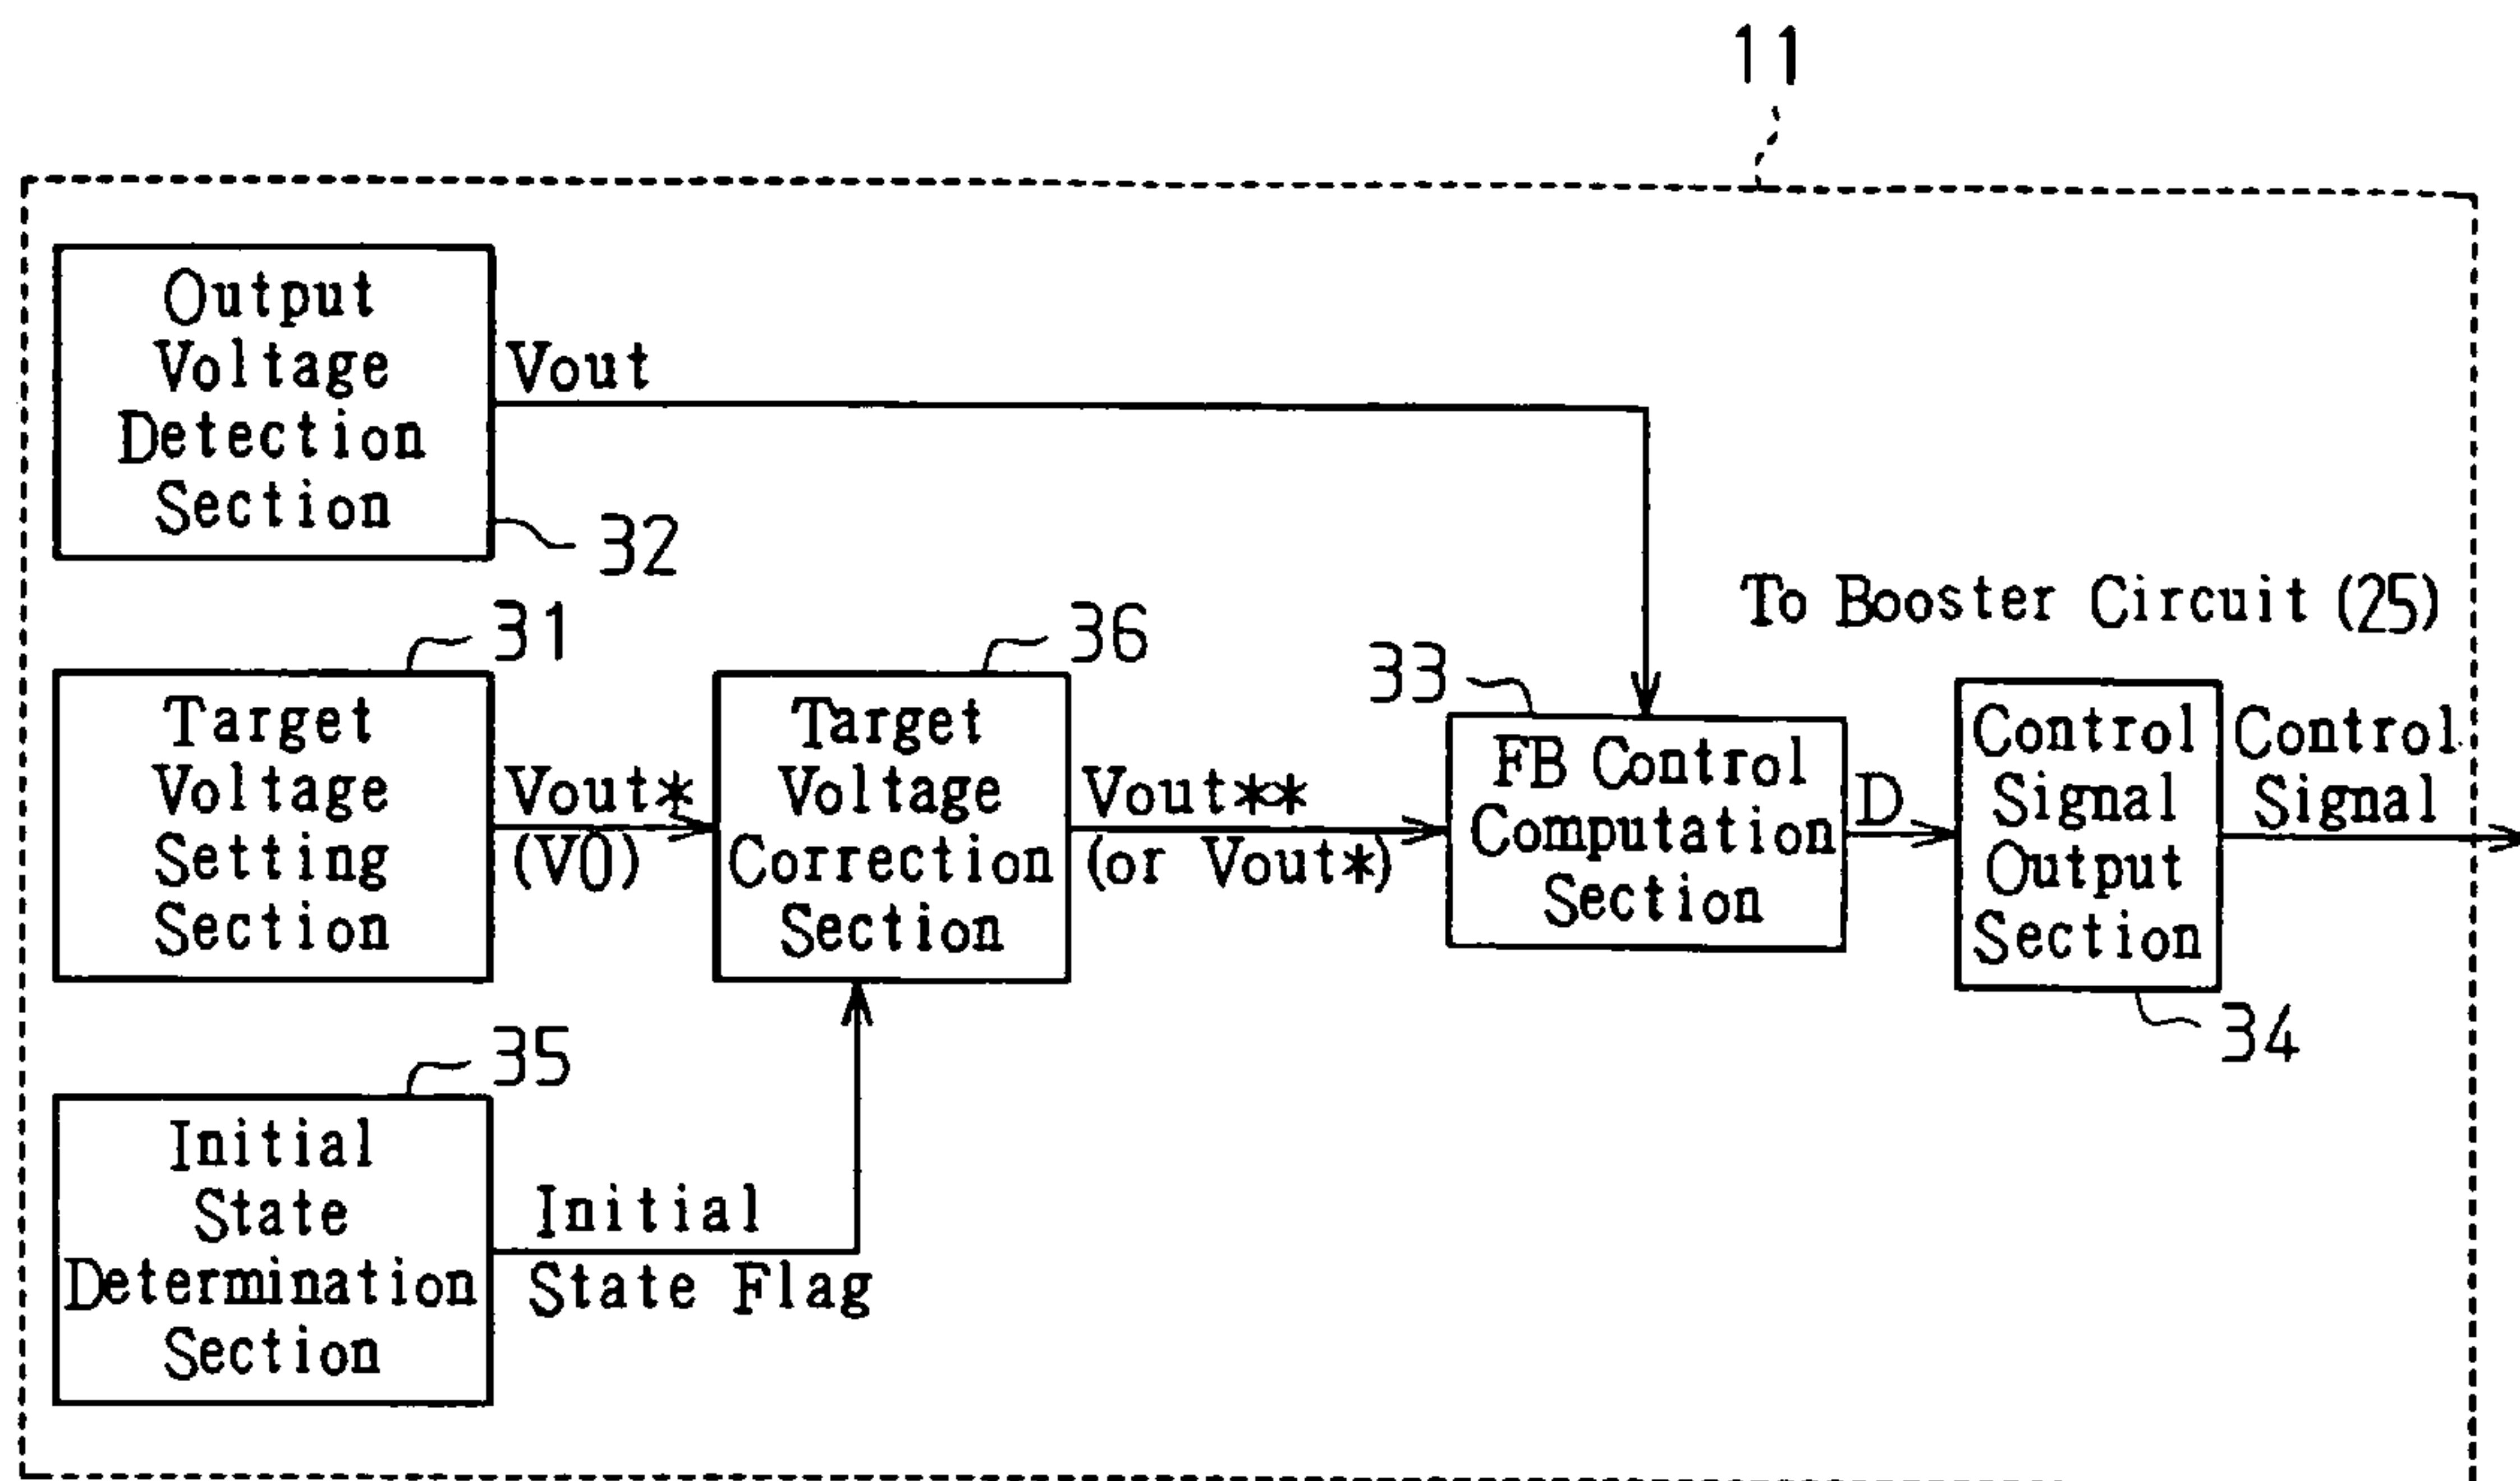 11
Output
Voltage
Detection
Section
Vout
32
To Booster Circuit (25)
31
36
33
Target
Voltage
Setting
Section
Vout*
(V0)
Target
Voltage
Correction
Section
Vout**
(or Vout*)
FB Control
Computation
Section
D
Control
Signal
Output
Section
Control
Signal
34
35
Initial
State
Determination
Section
Initial
State Flag